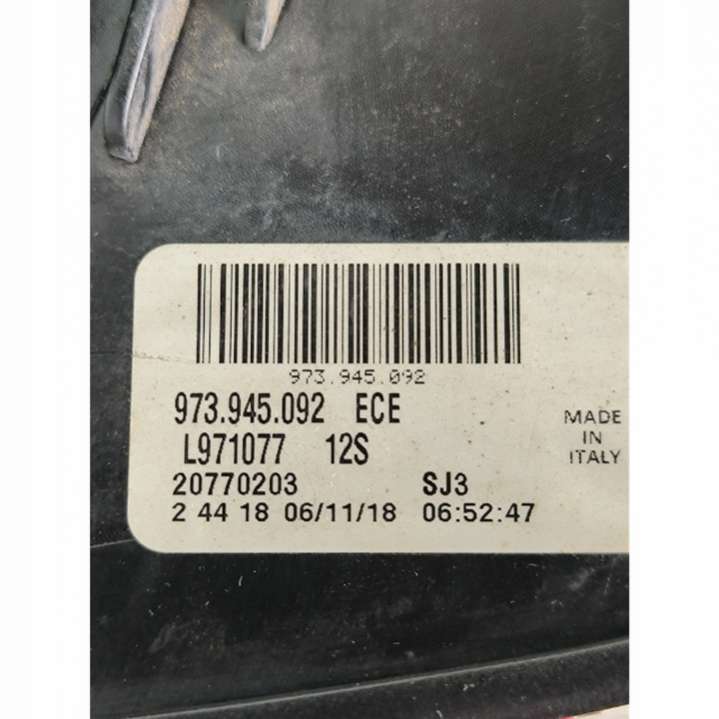 973.945.092
973.945.092 ECE
L971077 12S
20770203 SJ3
2 44 18 06/11/18 06:52:47
MADE
IN
ITALY